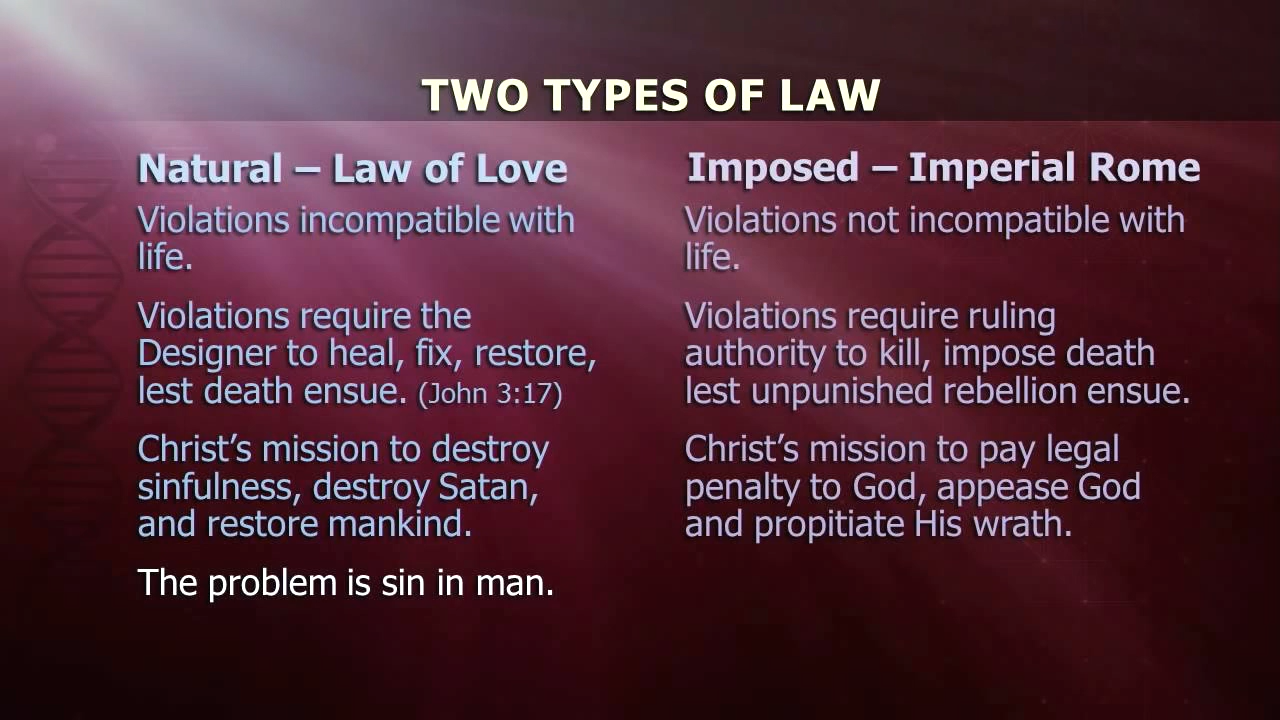 TWO TYPES OF LAW
Natural – Law of Love
Violations incompatible with
life.
Violations require the
Designer to heal, fix, restore,
lest death ensue. (John 3:17)
Christ’s mission to destroy
sinfulness, destroy Satan,
and restore mankind.
The problem is sin in man.
Imposed – Imperial Rome
Violations not incompatible with
life.
Violations require ruling
authority to kill, impose death
lest unpunished rebellion ensue.
Christ’s mission to pay legal
penalty to God, appease God
and propitiate His wrath.